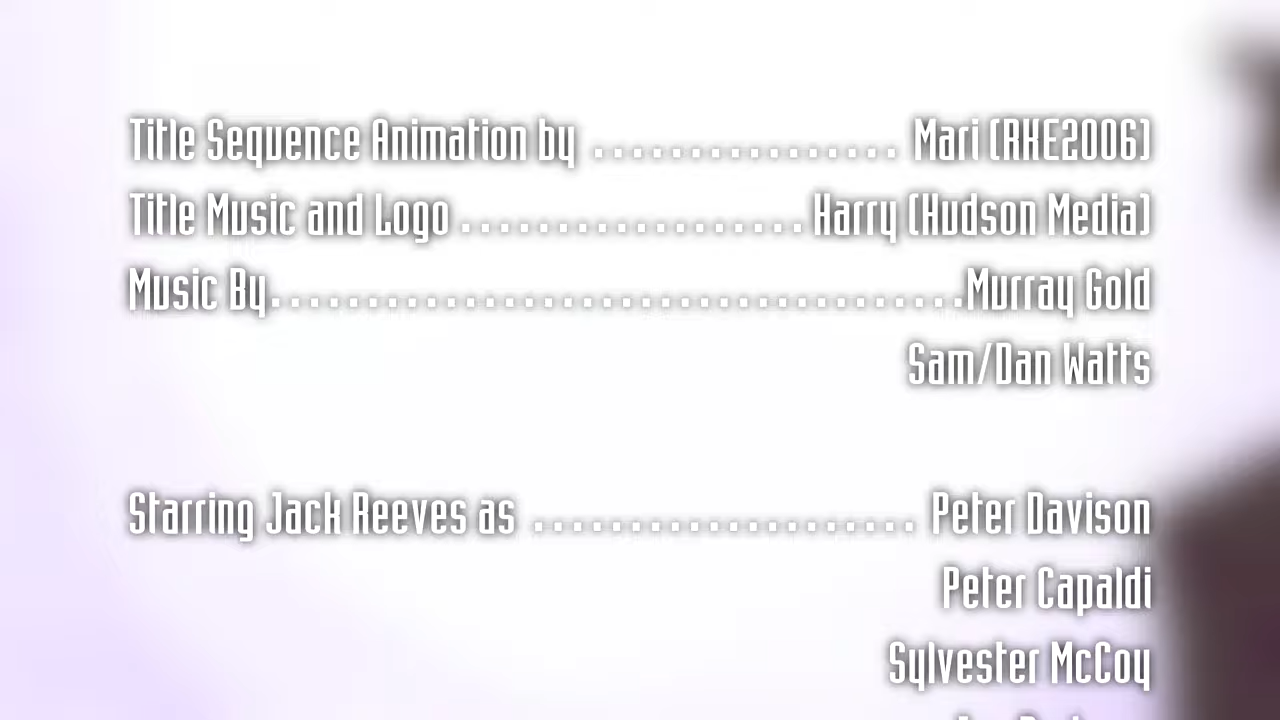 Title Sequence Animation by ................ Mari (RKE2006)
Title Music and Logo .................. Harry (Hudson Media)
Music By.....................................Murray Gold
Sam/Dan Watts
Starring Jack Reeves as .................... Peter Davison
Peter Capaldi
Sylvester McCoy